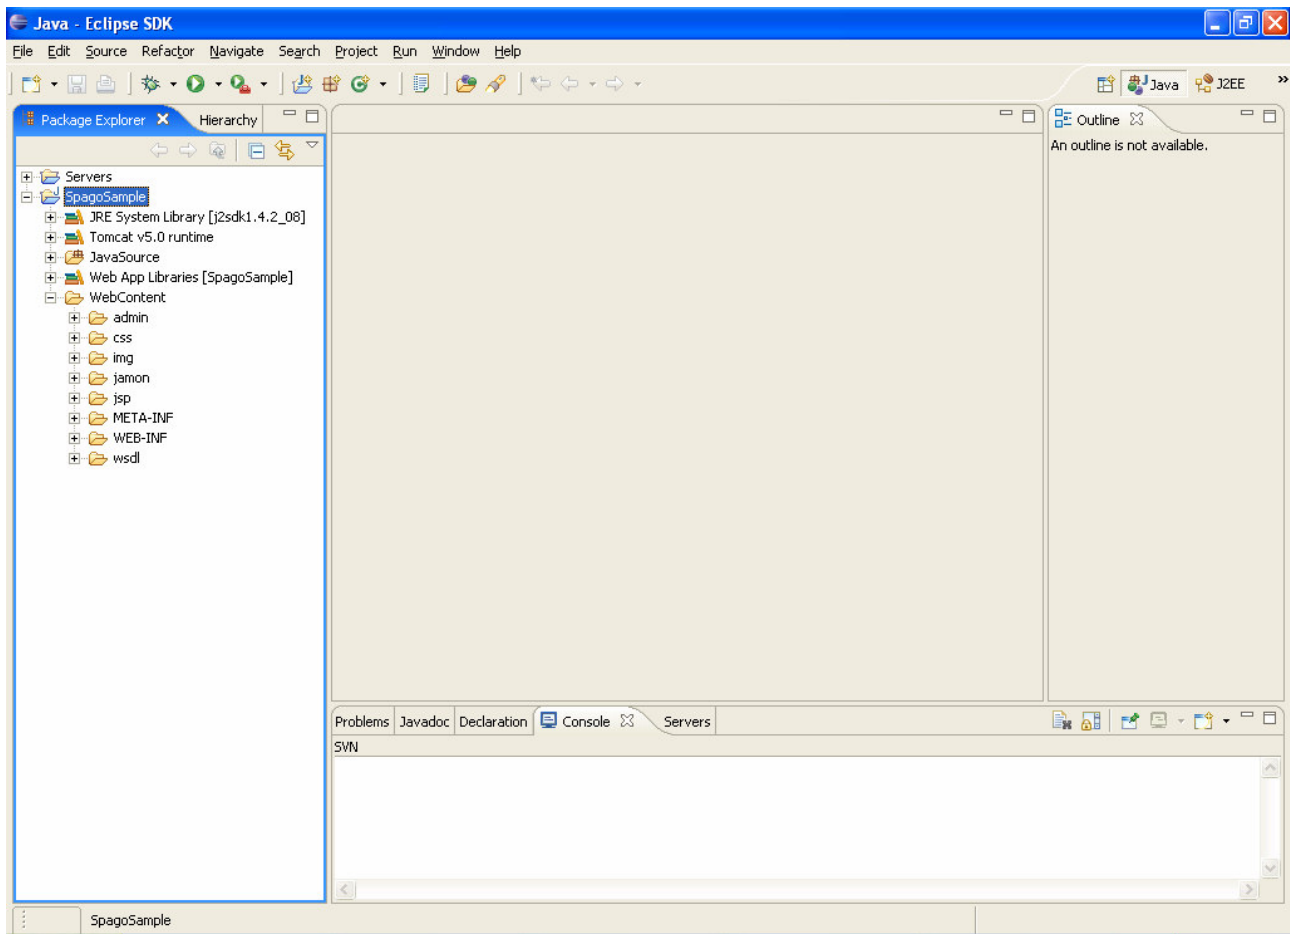 Java - Eclipse SDK
File Edit Source Refactor Navigate Search Project Run Window Help
Java J2EE »
Package Explorer Hierarchy
Outline
An outline is not available.
Servers
SpagoSample
JRE System Library [j2sdk1.4.2_08]
Tomcat v5.0 runtime
JavaSource
Web App Libraries [SpagoSample]
WebContent
admin
css
img
jamon
jsp
META-INF
WEB-INF
wsdl
Problems Javadoc Declaration Console Servers
SVN
SpagoSample